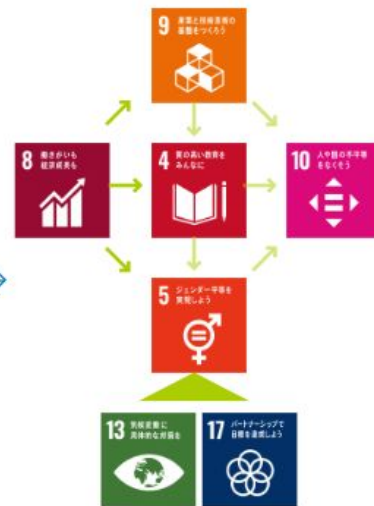 9 産業と技術革新の
基盤をつくろう
8 働きがいも
経済成長も
4 質の高い教育を
みんなに
10 人や国の不平等
をなくそう
5 ジェンダー平等を
実現しよう
13 気候変動に
具体的な対策を
17 パートナーシップで
目標を達成しよう